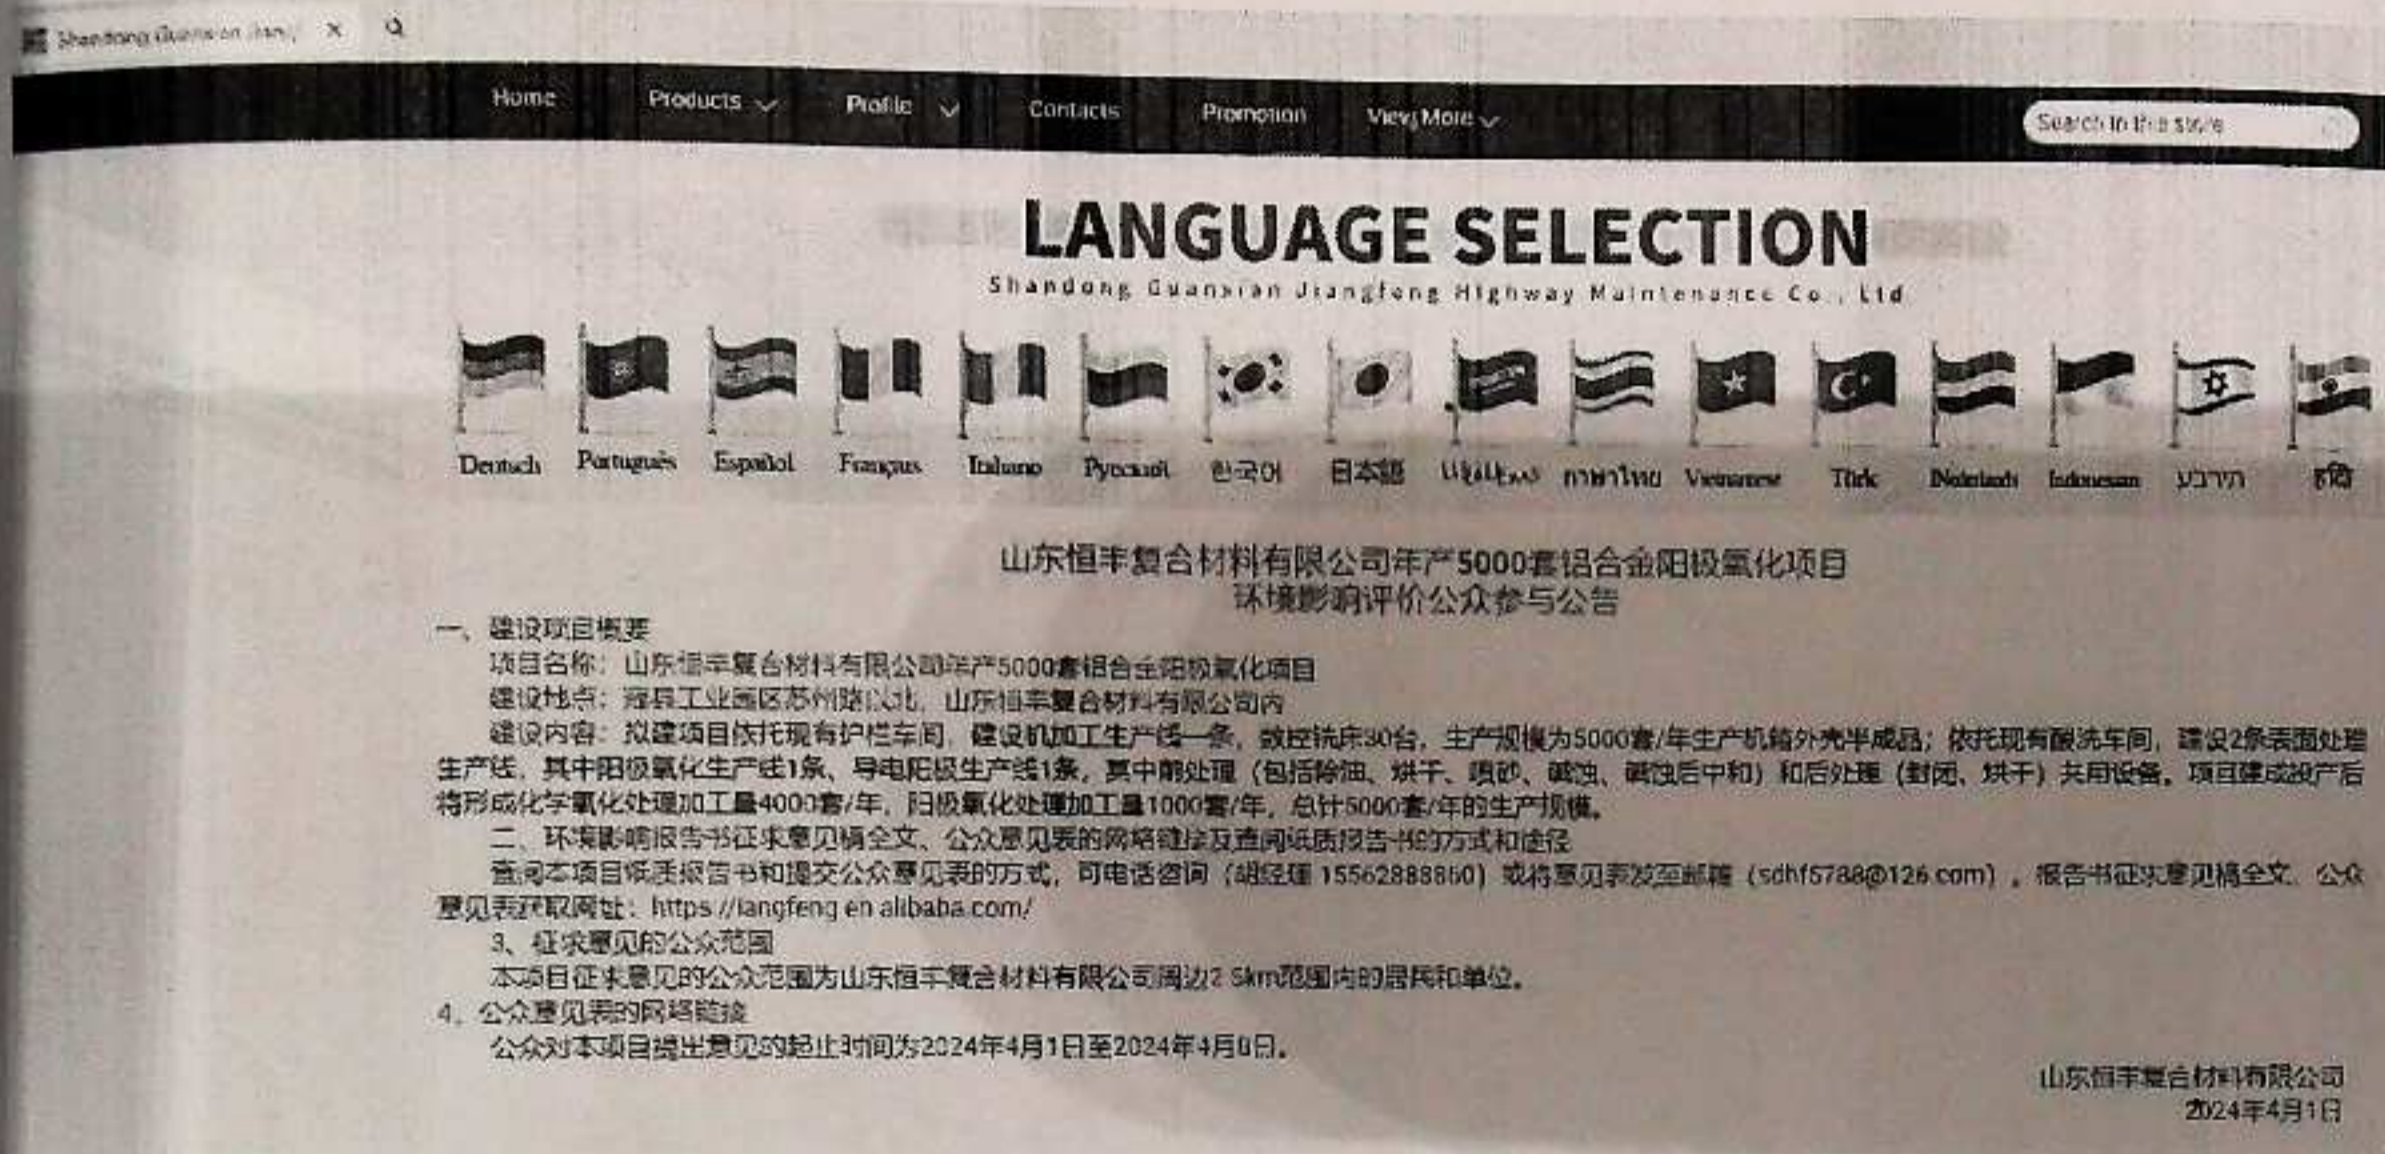 Shandong Guanxian Jiang
Home Products Profile Contacts Promotion View More
Search in this store
LANGUAGE SELECTION
Shandong Guanxian Jiangfeng Highway Maintenance Co., Ltd
Deutsch Português Español Français Italiano Русский 한국어 日本語 ภาษาไทย Vietnamese Türk Nederlands Indonesian עברית
山东恒丰复合材料有限公司年产5000套铝合金阳极氧化项目
环境影响评价公众参与公告
一、建设项目概要
项目名称：山东恒丰复合材料有限公司年产5000套铝合金阳极氧化项目
建设地点：冠县工业园区苏州路以北，山东恒丰复合材料有限公司内
建设内容：拟建项目依托现有护栏车间，建设机加工生产线一条，数控铣床30台，生产规模为5000套/年生产机箱外壳半成品；依托现有酸洗车间，建设2条表面处理
生产线，其中阳极氧化生产线1条、导电阳极生产线1条，其中前处理（包括除油、烘干、喷砂、碱蚀、碱蚀后中和）和后处理（封闭、烘干）共用设备。项目建成投产后
将形成化学氧化处理加工量4000套/年，阳极氧化处理加工量1000套/年，总计5000套/年的生产规模。
二、环境影响报告书征求意见稿全文、公众意见表的网络链接及查阅纸质报告书的方式和途径
查阅本项目纸质报告书和提交公众意见表的方式，可电话咨询（胡经理 15562888860）或将意见表发至邮箱（sdhf5788@126.com）。报告书征求意见稿全文、公众
意见表获取网址：https://jangfeng.en.alibaba.com/
3、征求意见的公众范围
本项目征求意见的公众范围为山东恒丰复合材料有限公司周边2.5km范围内的居民和单位。
4、公众意见表的网络链接
公众对本项目提出意见的起止时间为2024年4月1日至2024年4月8日。
山东恒丰复合材料有限公司
2024年4月1日